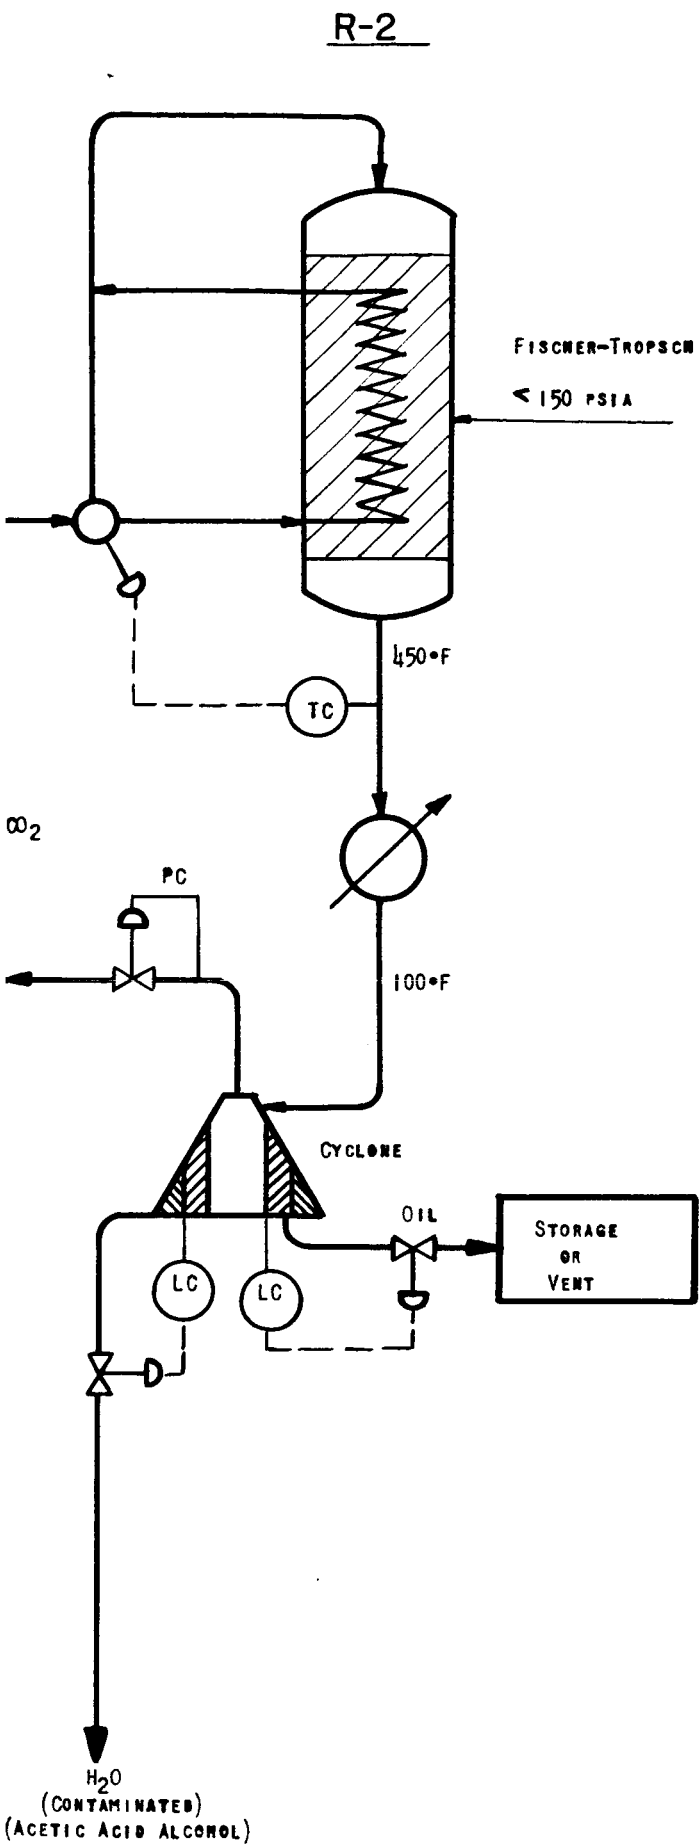 R-2
FISCHER-TROPSCH
< 150 PSIA
450°F
TC
CO2
PC
100°F
CYCLONE
OIL
STORAGE
OR
VENT
LC
LC
H2O
(CONTAMINATED)
(ACETIC ACID ALCOHOL)